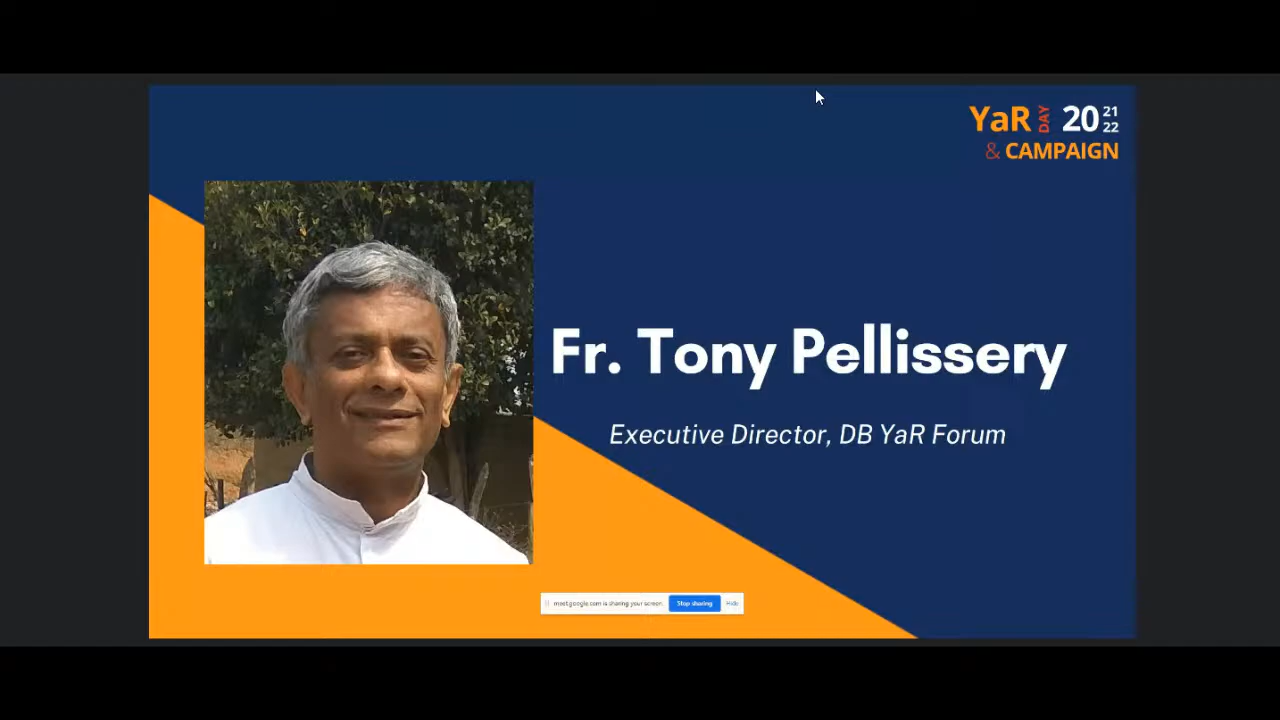 YaR DAY 20 21 22
& CAMPAIGN
Fr. Tony Pellissery
Executive Director, DB YaR Forum
meet.google.com is sharing your screen. Stop sharing Hide